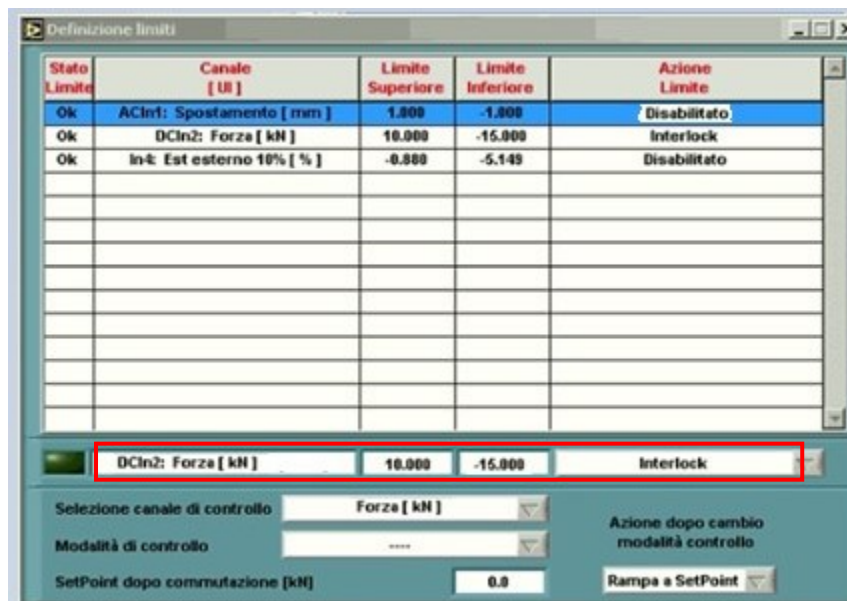 Definizione limiti
Stato Limite Canale [ UI ] Limite Superiore Limite Inferiore Azione Limite
Ok ACIn1: Spostamento [ mm ] 1.000 -1.000 Disabilitato
Ok DCIn2: Forza [ kN ] 10.000 -15.000 Interlock
Ok In4: Est esterno 10% [ % ] -0.880 -5.149 Disabilitato
DCIn2: Forza [ kN ] 10.000 -15.000 Interlock
Selezione canale di controllo Forza [ kN ]
Azione dopo cambio
modalità controllo
Modalità di controllo ----
SetPoint dopo commutazione [kN] 0.0 Rampa a SetPoint